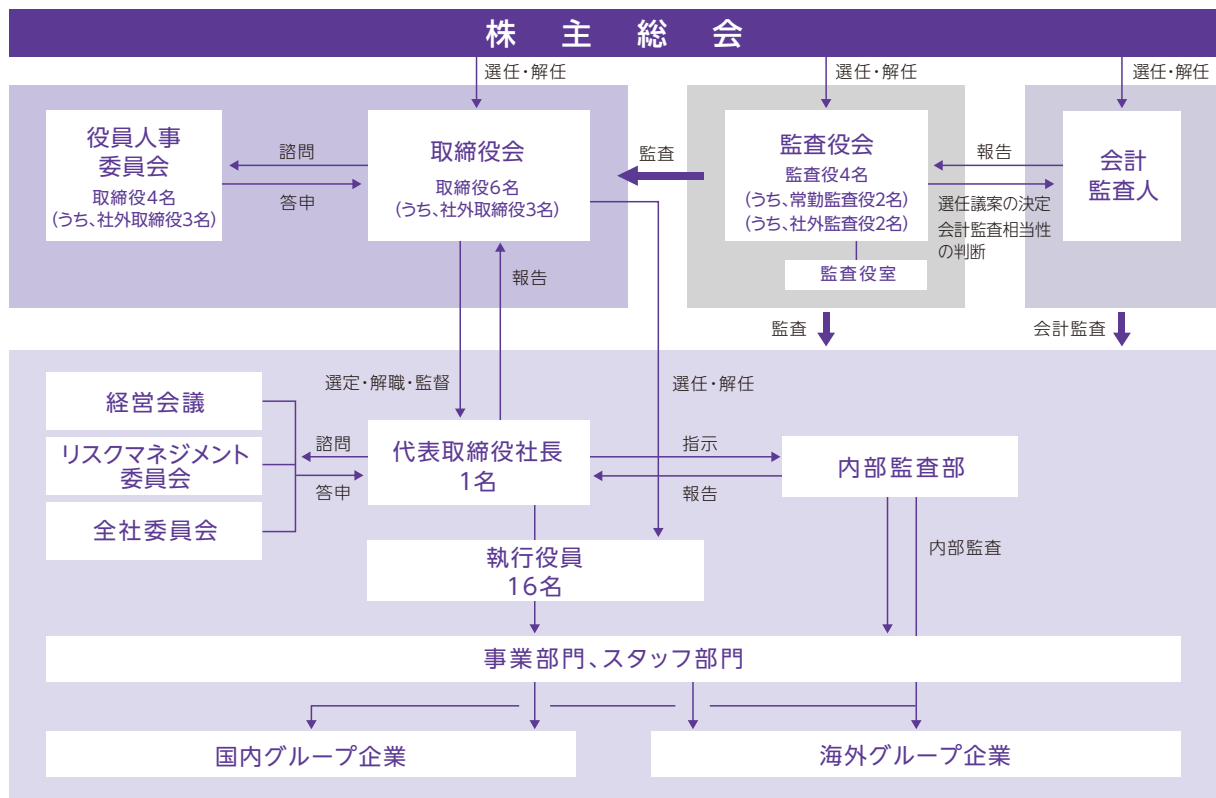 株主総会
選任・解任
選任・解任
選任・解任
役員人事
委員会
取締役4名
(うち、社外取締役3名)
諮問
答申
取締役会
取締役6名
(うち、社外取締役3名)
監査
監査役会
監査役4名
(うち、常勤監査役2名)
(うち、社外監査役2名)
監査役室
報告
選任議案の決定
会計監査相当性
の判断
会計
監査人
報告
監査
会計監査
選定・解職・監督
選任・解任
経営会議
リスクマネジメント
委員会
全社委員会
諮問
答申
代表取締役社長
1名
指示
報告
内部監査部
執行役員
16名
内部監査
事業部門、スタッフ部門
国内グループ企業
海外グループ企業